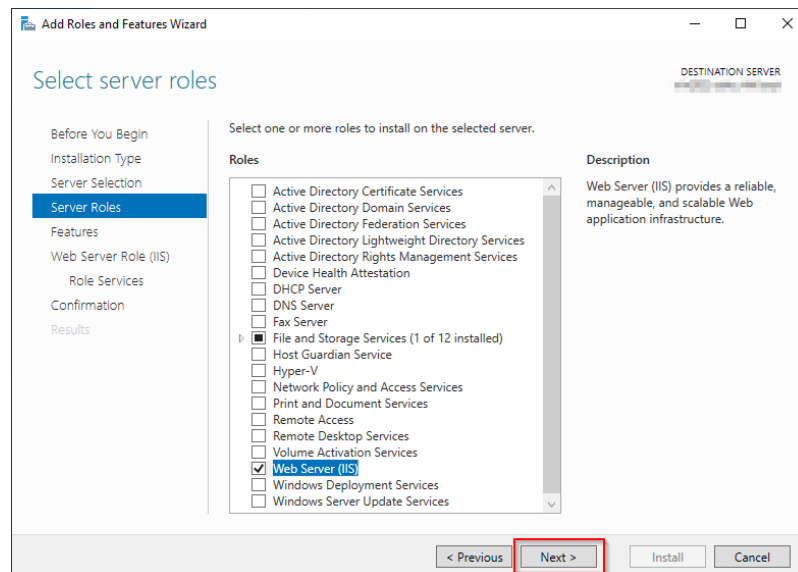 Add Roles and Features Wizard
Select server roles
DESTINATION SERVER
Before You Begin
Installation Type
Server Selection
Server Roles
Features
Web Server Role (IIS)
Role Services
Confirmation
Results
Select one or more roles to install on the selected server.
Roles
Active Directory Certificate Services
Active Directory Domain Services
Active Directory Federation Services
Active Directory Lightweight Directory Services
Active Directory Rights Management Services
Device Health Attestation
DHCP Server
DNS Server
Fax Server
File and Storage Services (1 of 12 installed)
Host Guardian Service
Hyper-V
Network Policy and Access Services
Print and Document Services
Remote Access
Remote Desktop Services
Volume Activation Services
Web Server (IIS)
Windows Deployment Services
Windows Server Update Services
Description
Web Server (IIS) provides a reliable,
manageable, and scalable Web
application infrastructure.
< Previous
Next >
Install
Cancel